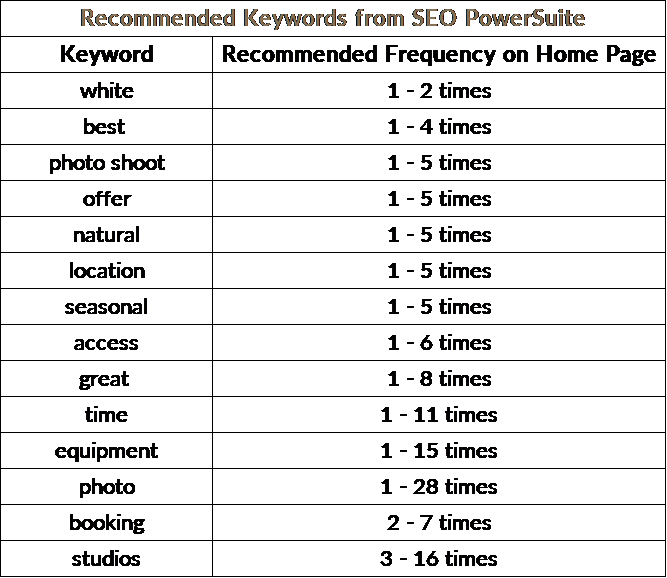 Recommended Keywords from SEO PowerSuite
Keyword Recommended Frequency on Home Page
white 1 - 2 times
best 1 - 4 times
photo shoot 1 - 5 times
offer 1 - 5 times
natural 1 - 5 times
location 1 - 5 times
seasonal 1 - 5 times
access 1 - 6 times
great 1 - 8 times
time 1 - 11 times
equipment 1 - 15 times
photo 1 - 28 times
booking 2 - 7 times
studios 3 - 16 times